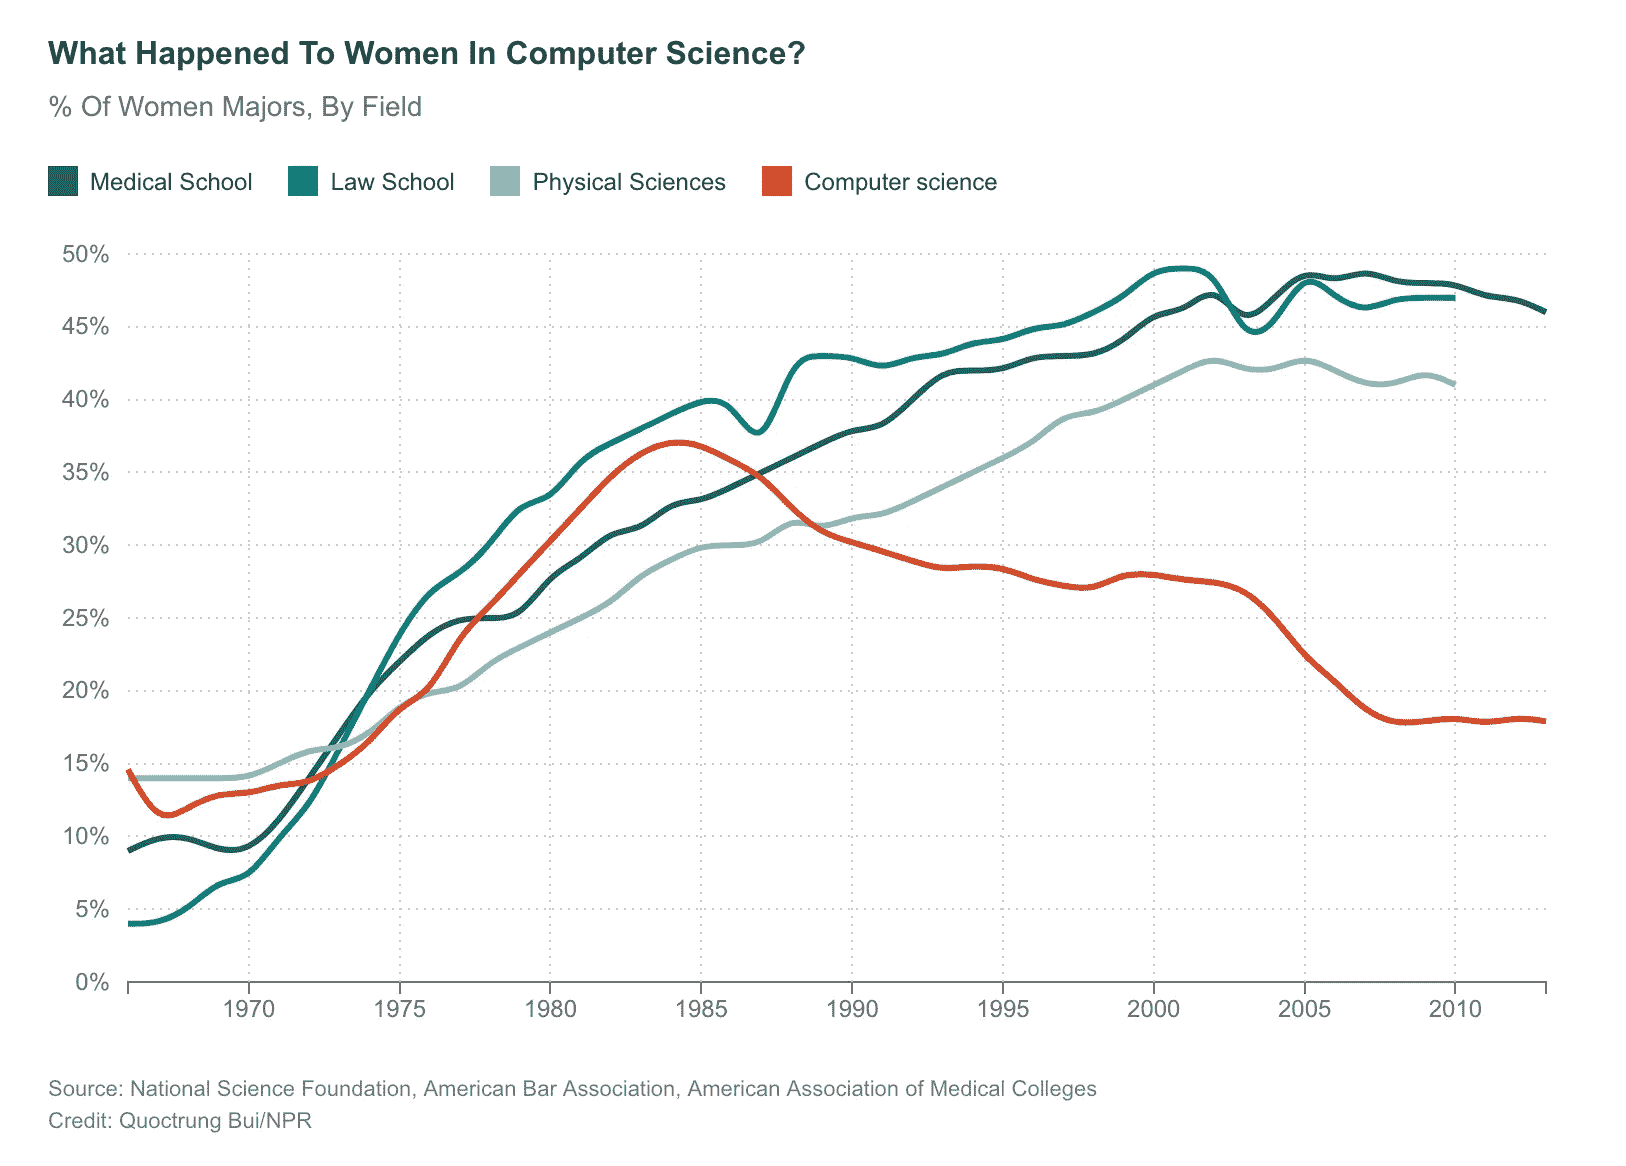 What Happened To Women In Computer Science?
% Of Women Majors, By Field
Medical School Law School Physical Sciences Computer science
50%
45%
40%
35%
30%
25%
20%
15%
10%
5%
0%
1970 1975 1980 1985 1990 1995 2000 2005 2010
Source: National Science Foundation, American Bar Association, American Association of Medical Colleges
Credit: Quoctrung Bui/NPR